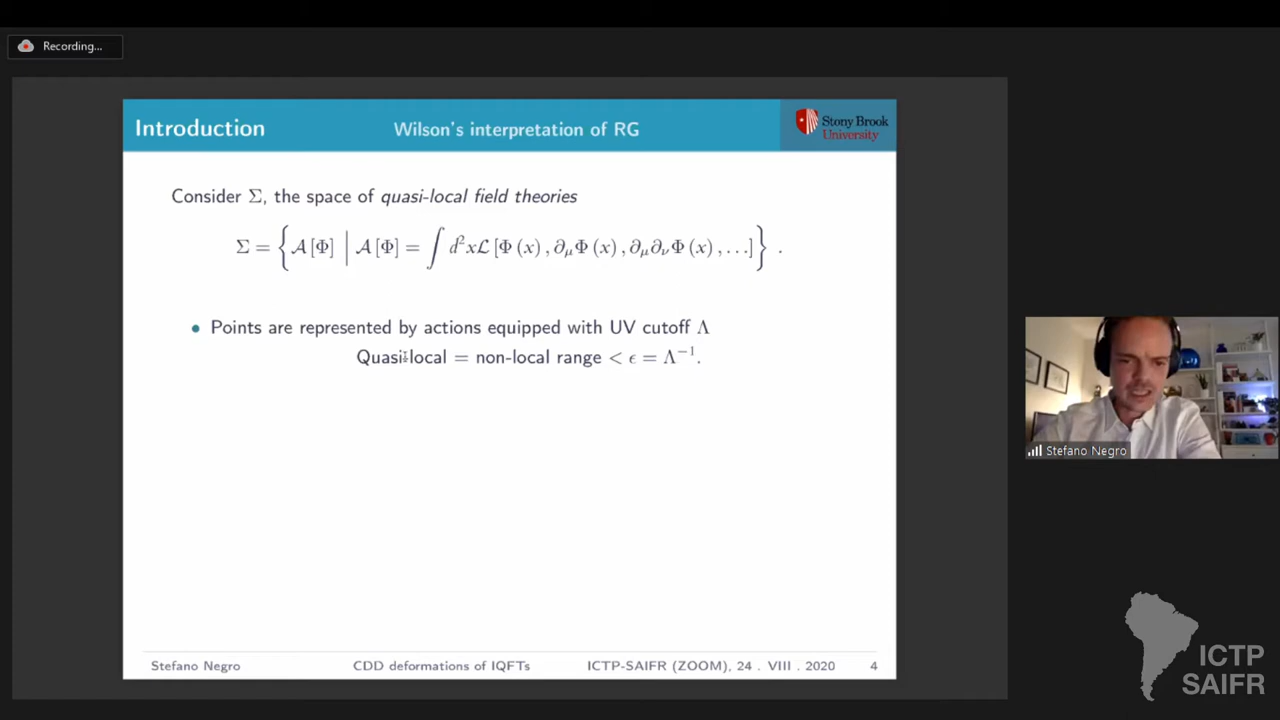 Recording...
Introduction
Wilson's interpretation of RG
Stony Brook
University
Consider Σ, the space of quasi-local field theories
Σ = { 𝒜 [Φ] | 𝒜 [Φ] = ∫ d²x ℒ [Φ (x) , ∂_μ Φ (x) , ∂_μ ∂_ν Φ (x) , . . .] } .
• Points are represented by actions equipped with UV cutoff Λ
Quasi-local = non-local range < ϵ = Λ⁻¹.
Stefano Negro
Stefano Negro
CDD deformations of IQFTs
ICTP-SAIFR (ZOOM), 24 . VIII . 2020
4
ICTP
SAIFR